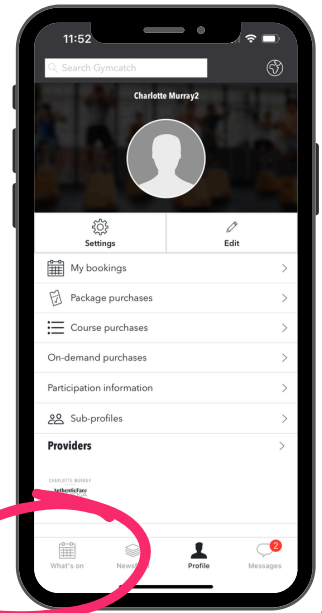 11:52
Search Gymcatch
Charlotte Murray2
Settings
Edit
My bookings
Package purchases
Course purchases
On-demand purchases
Participation information
Sub-profiles
Providers
CHARLOTTE MURRAY
What's on
Profile
2
Messages